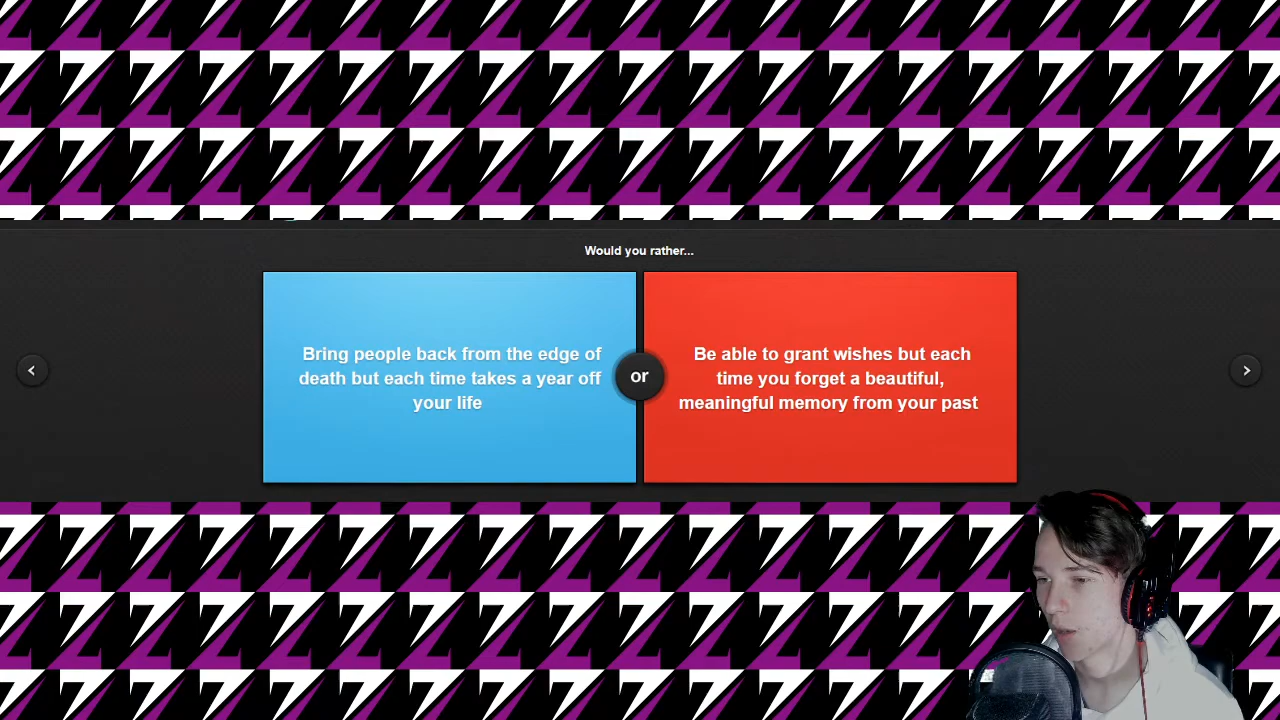 Would you rather...
Bring people back from the edge of
death but each time takes a year off
your life
or
Be able to grant wishes but each
time you forget a beautiful,
meaningful memory from your past